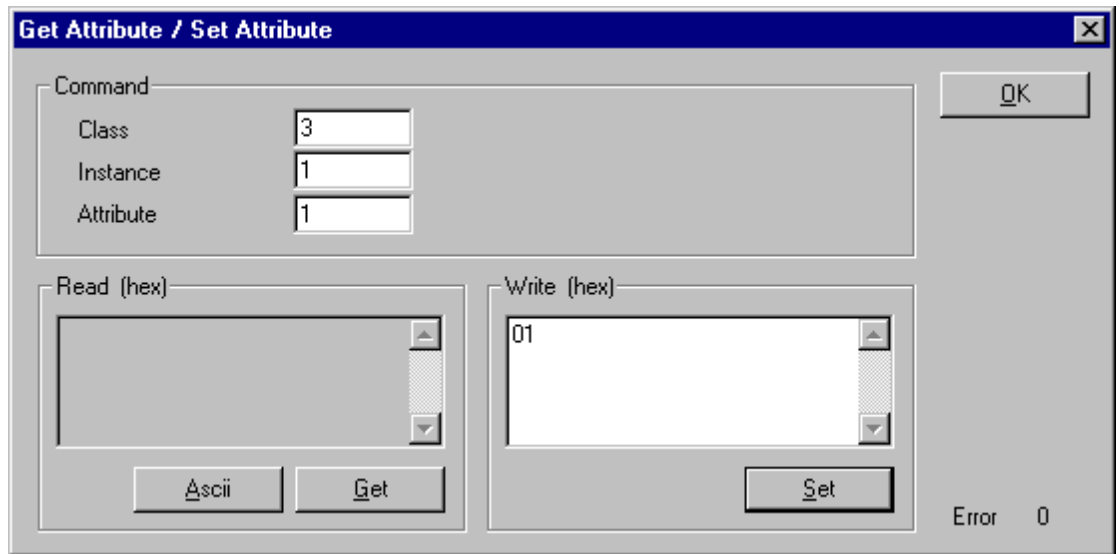 Get Attribute / Set Attribute
Command
OK
Class 3
Instance 1
Attribute 1
Read (hex)
Write (hex)
01
Ascii Get
Set
Error 0